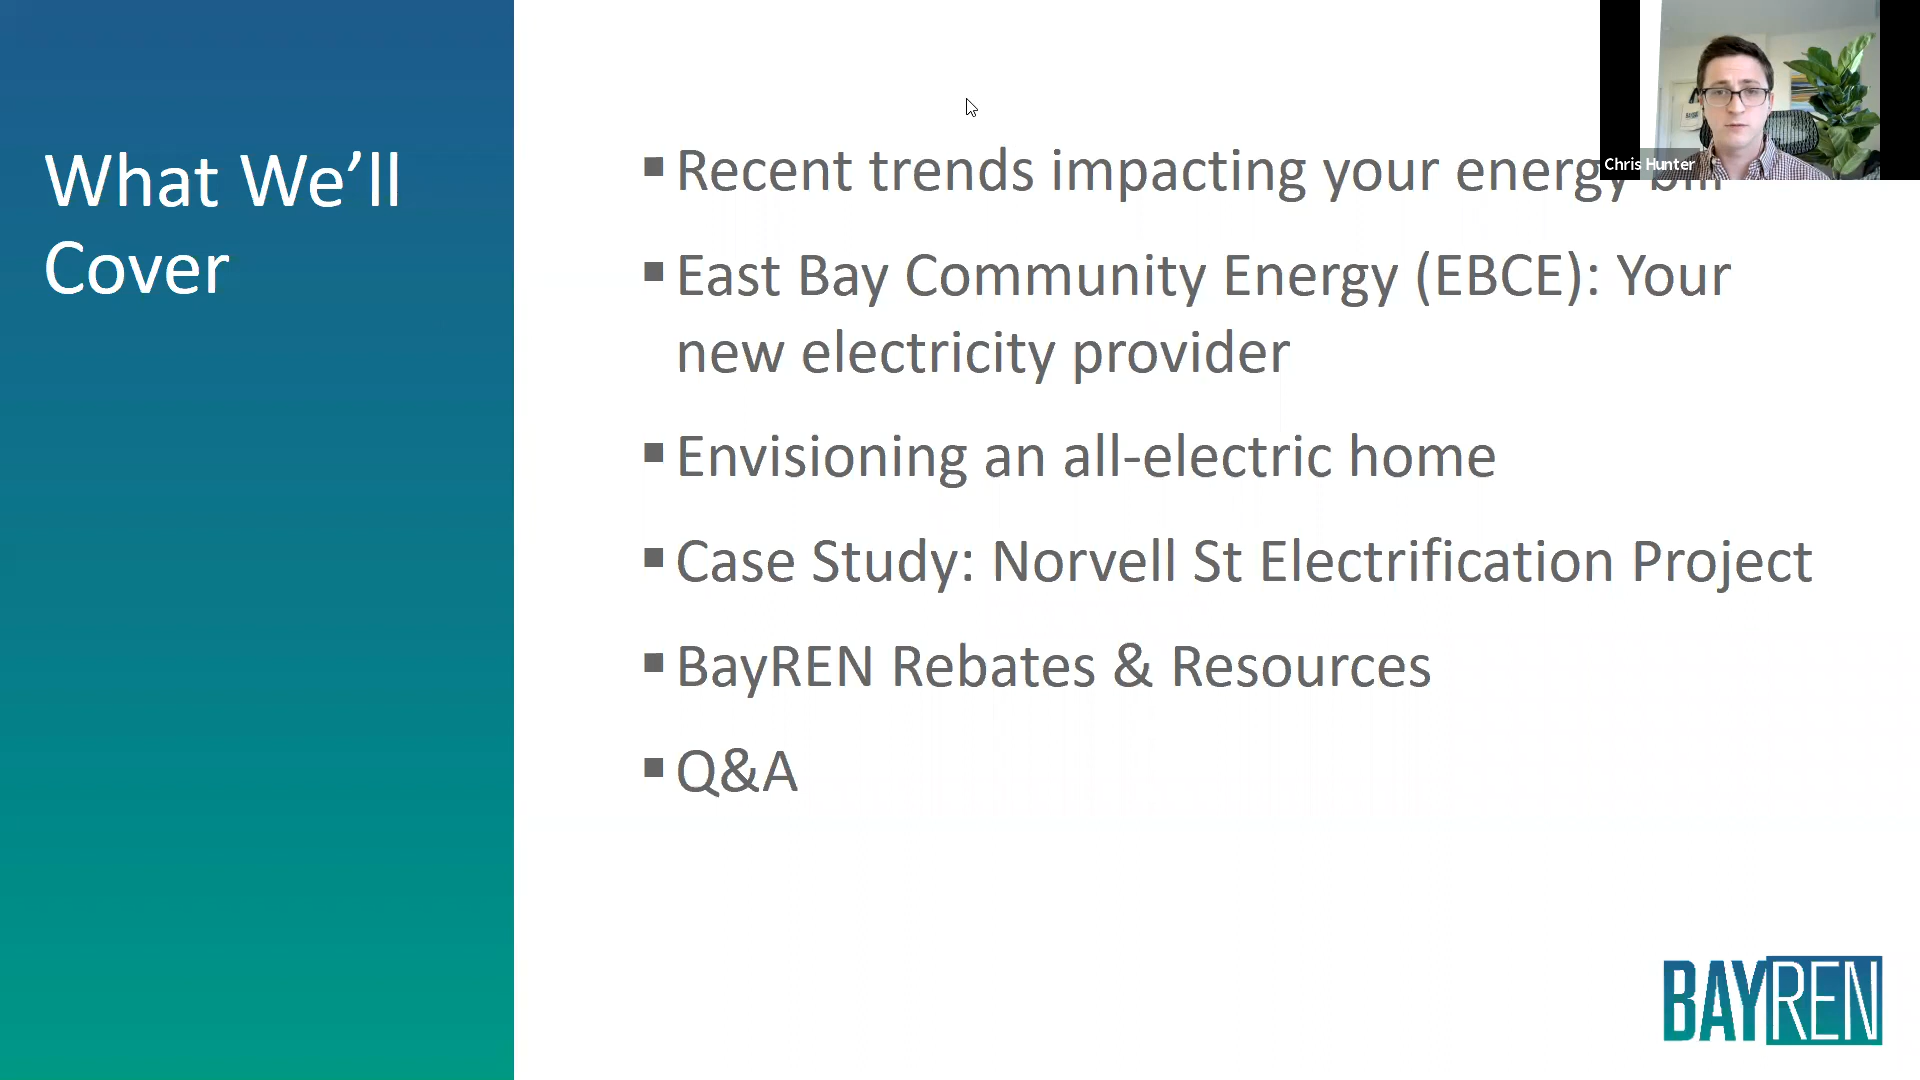 What We’ll
Cover
▪ Recent trends impacting your energy bill
▪ East Bay Community Energy (EBCE): Your
new electricity provider
▪ Envisioning an all-electric home
▪ Case Study: Norvell St Electrification Project
▪ BayREN Rebates & Resources
▪ Q&A
Chris Hunter
BAYREN